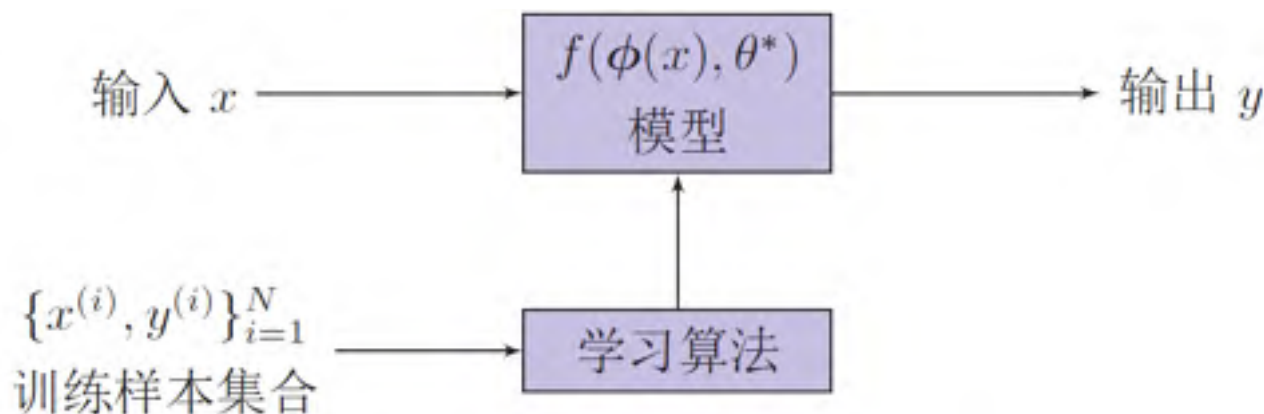 f(ϕ(x), θ*)
输入 x
模型
输出 y
{x^{(i)}, y^{(i)}}_{i=1}^{N}
训练样本集合
学习算法